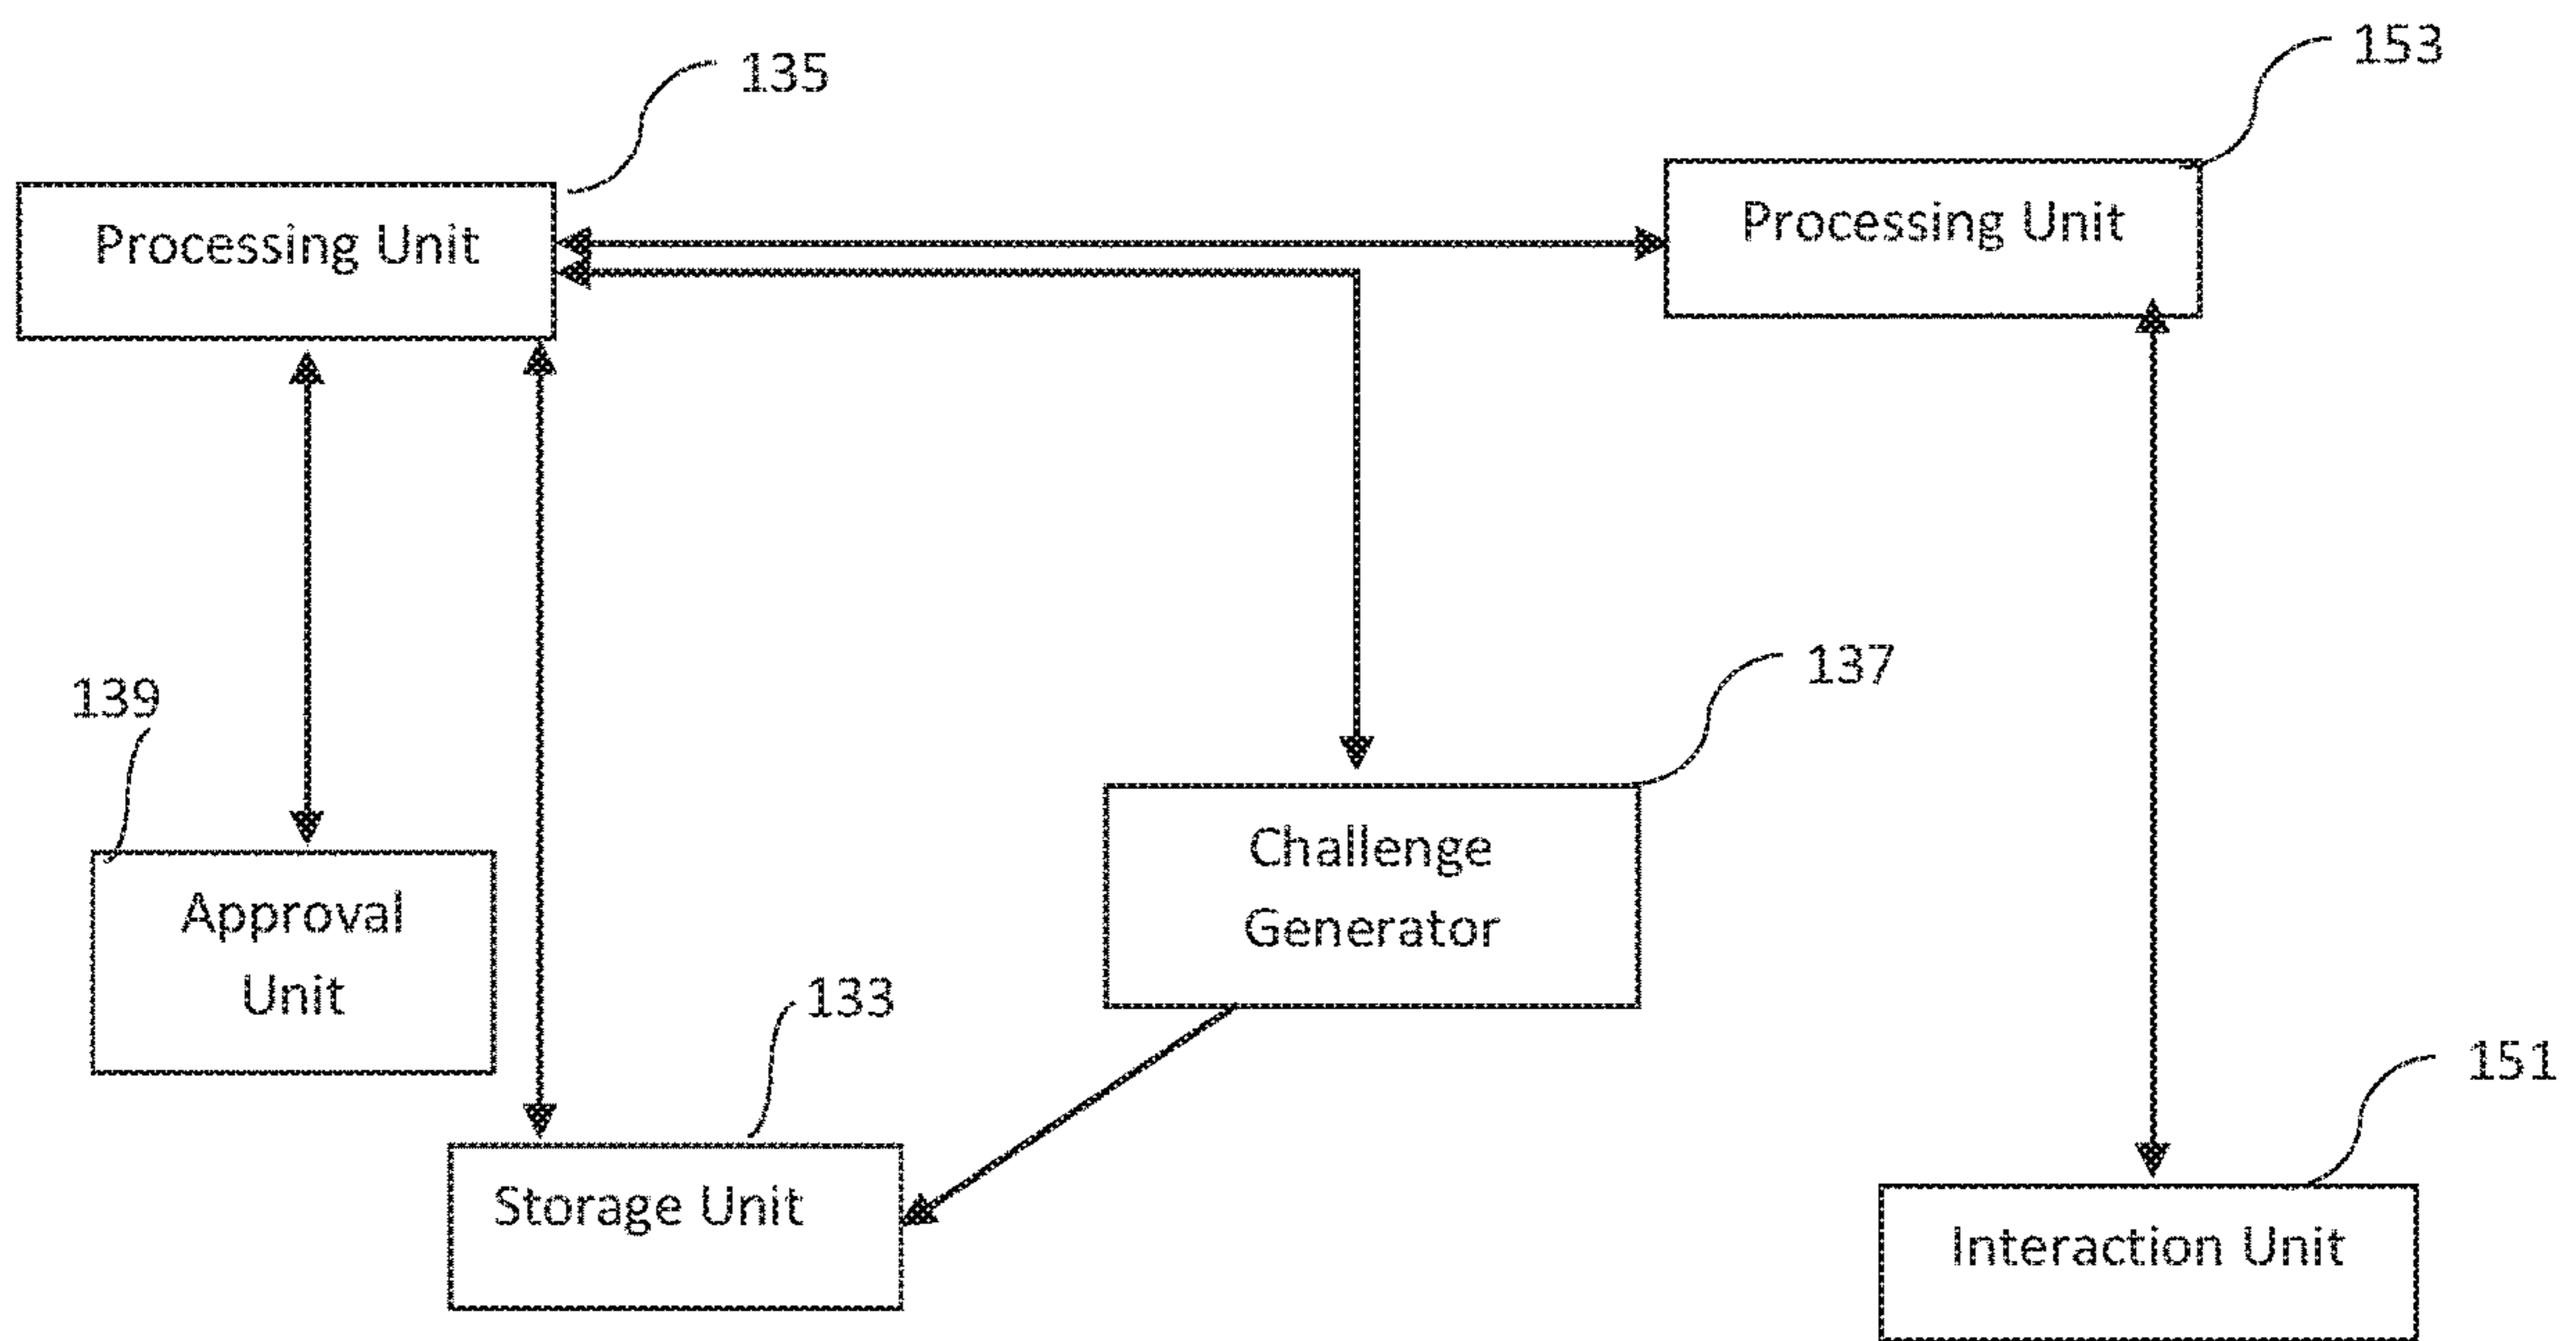 153
135
Processing Unit
Processing Unit
137
139
Challenge
Generator
Approval
Unit
133
151
Storage Unit
Interaction Unit